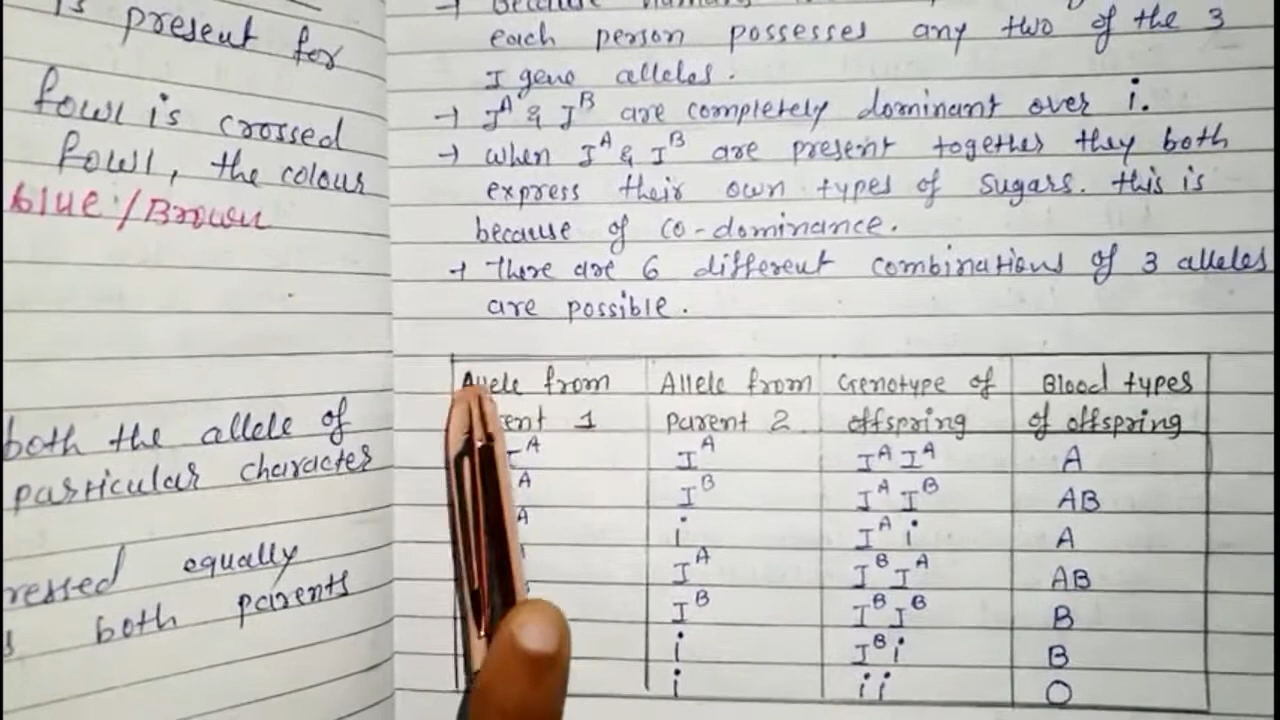 is present for
fowl is crossed
fowl, the colour
blue/Brown
both the allele of
particular character
equally
both parents
→ Because
each person possesses any two of the 3
I gene alleles.
→ I^A & I^B are completely dominant over i.
→ when I^A & I^B are present together they both
express their own types of sugars. this is
because of co-dominance.
→ There are 6 different combinations of 3 alleles
are possible.
Allele from Allele from Genotype of Blood types
1 parent 2 offspring of offspring
I^A I^A I^A I^A A
A I^B I^A I^B AB
A i I^A i A
I^A I^B I^A AB
I^B I^B I^B B
i I^B i B
i i i O